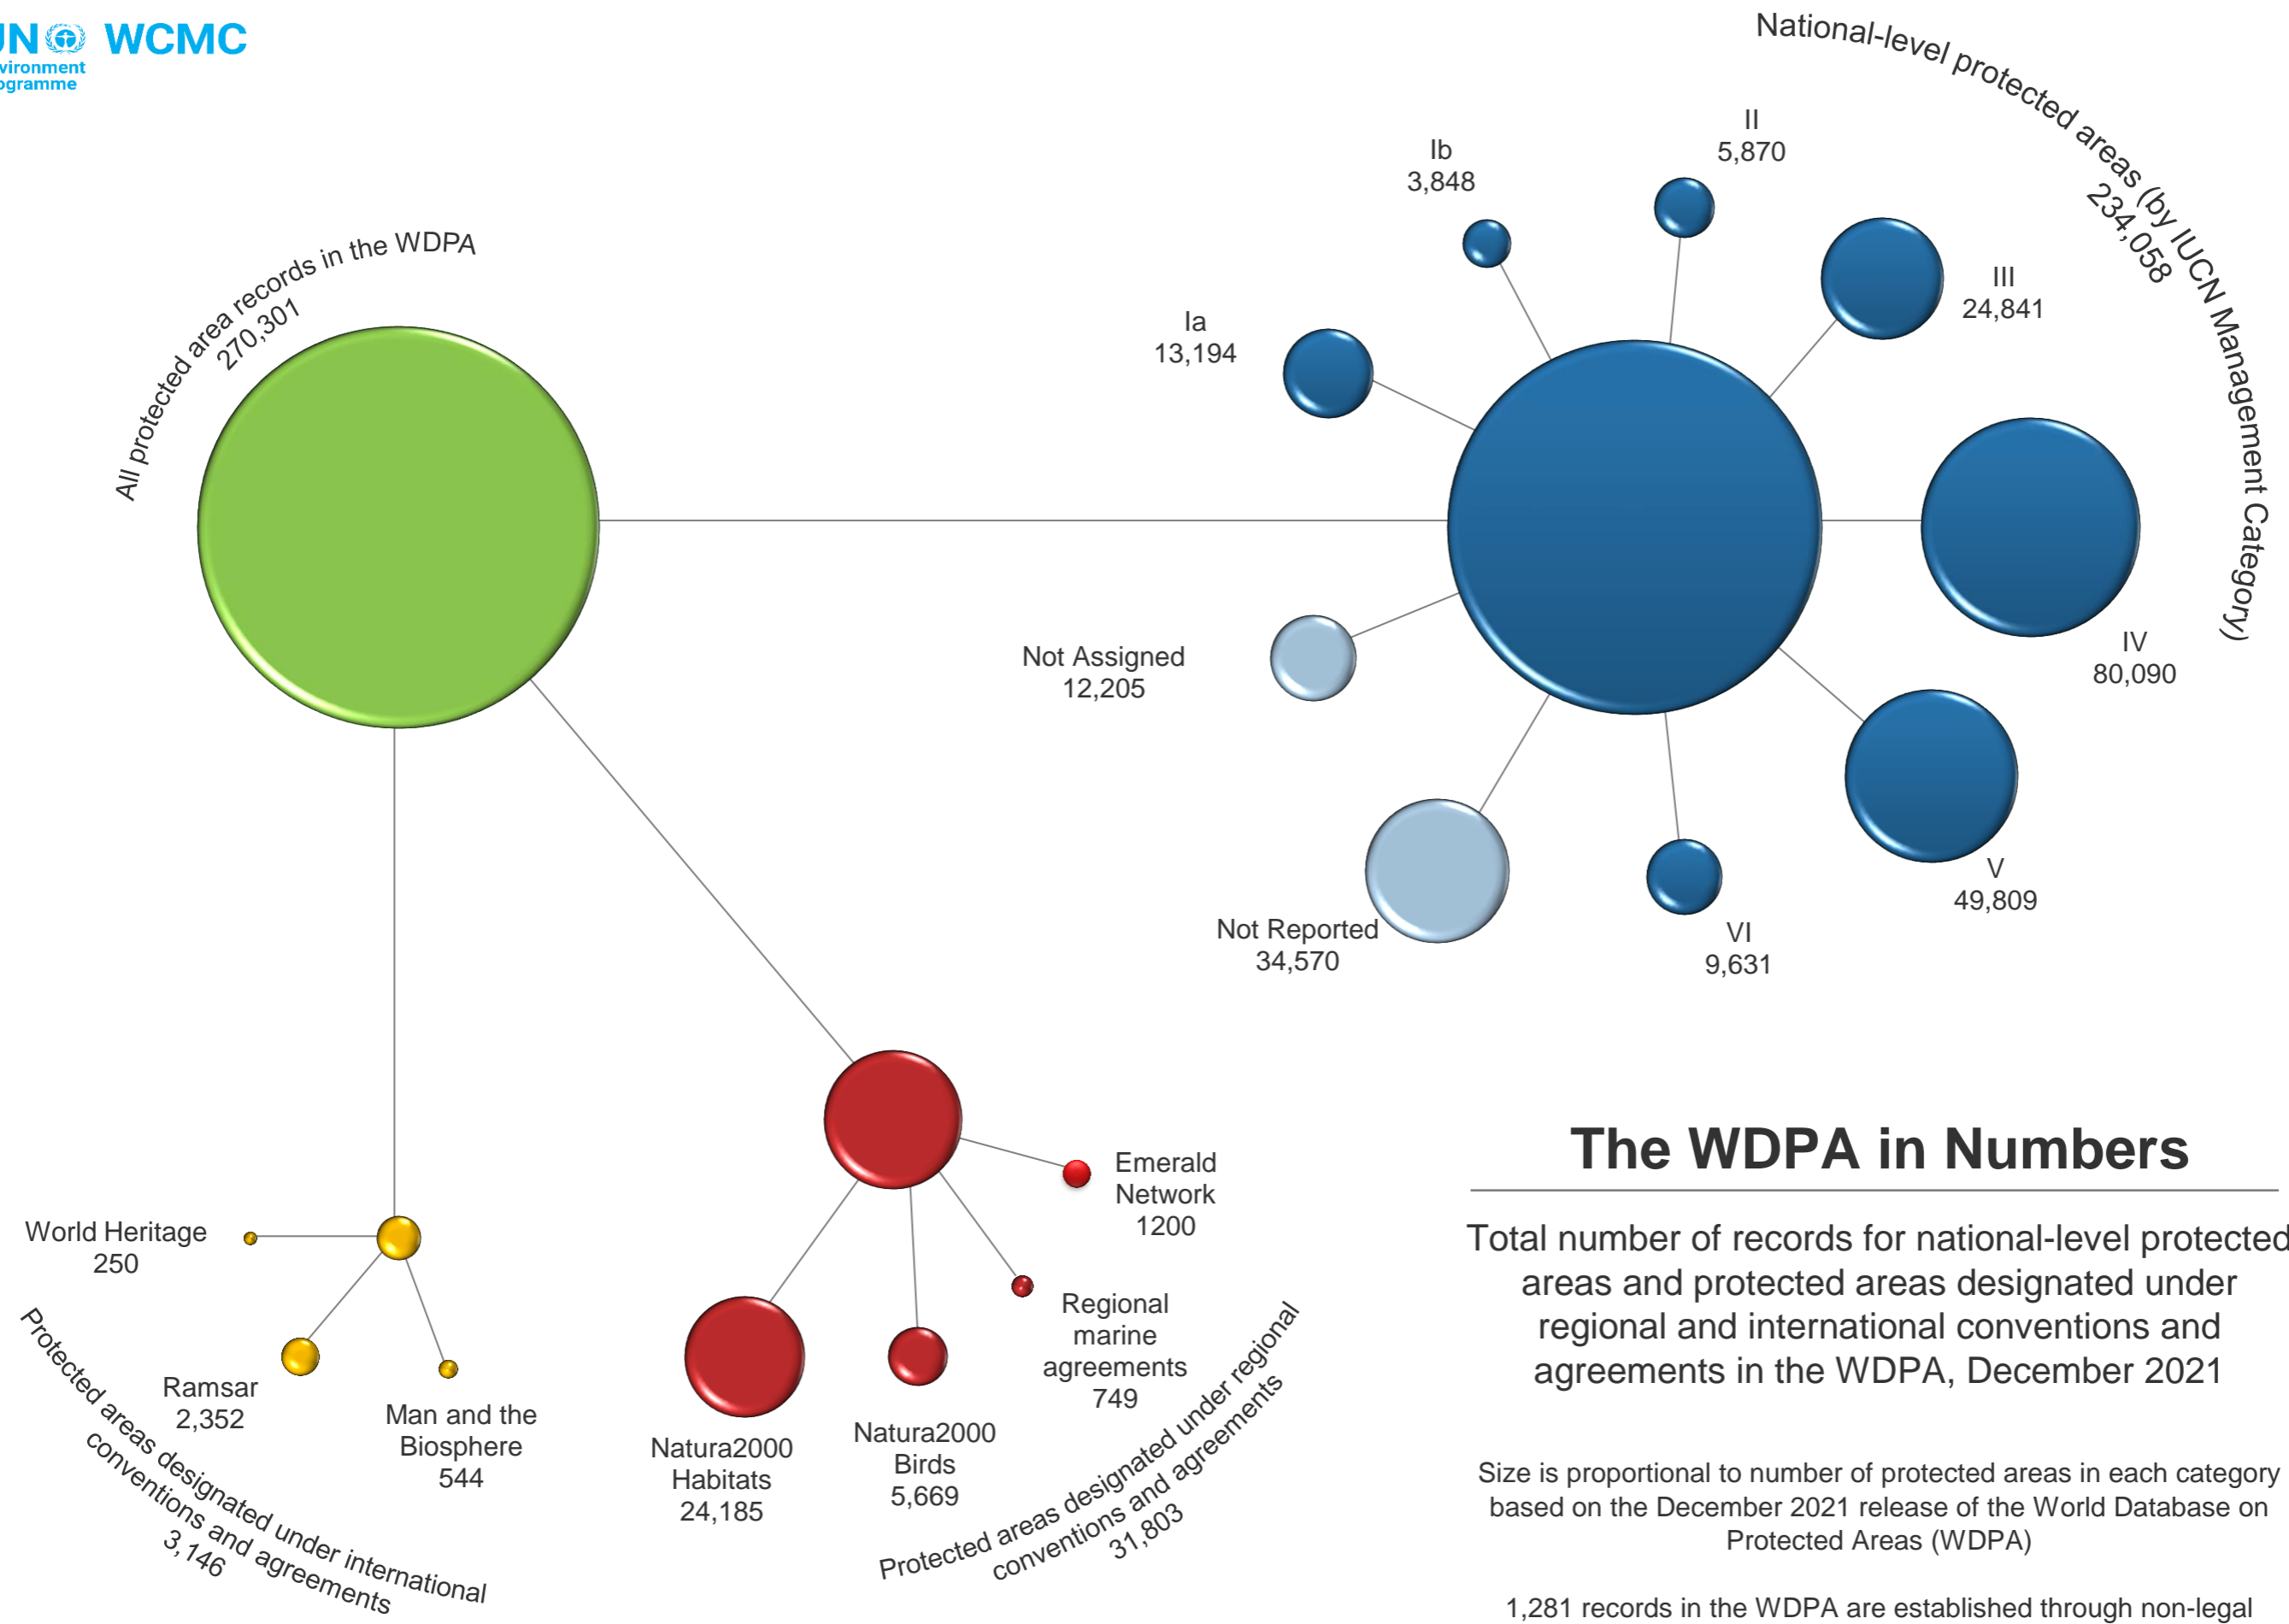 UN WCMC
environment
programme
National-level protected areas (by IUCN Management Category)
234,058
All protected area records in the WDPA
270,301
Ib
3,848
II
5,870
III
24,841
Ia
13,194
IV
80,090
Not Assigned
12,205
V
49,809
Not Reported
34,570
VI
9,631
World Heritage
250
Ramsar
2,352
Man and the
Biosphere
544
Protected areas designated under international
conventions and agreements
3,146
Emerald
Network
1200
Regional
marine
agreements
749
Natura2000
Birds
5,669
Natura2000
Habitats
24,185
Protected areas designated under regional
conventions and agreements
31,803
The WDPA in Numbers
Total number of records for national-level protected
areas and protected areas designated under
regional and international conventions and
agreements in the WDPA, December 2021
Size is proportional to number of protected areas in each category
based on the December 2021 release of the World Database on
Protected Areas (WDPA)
1,281 records in the WDPA are established through non-legal